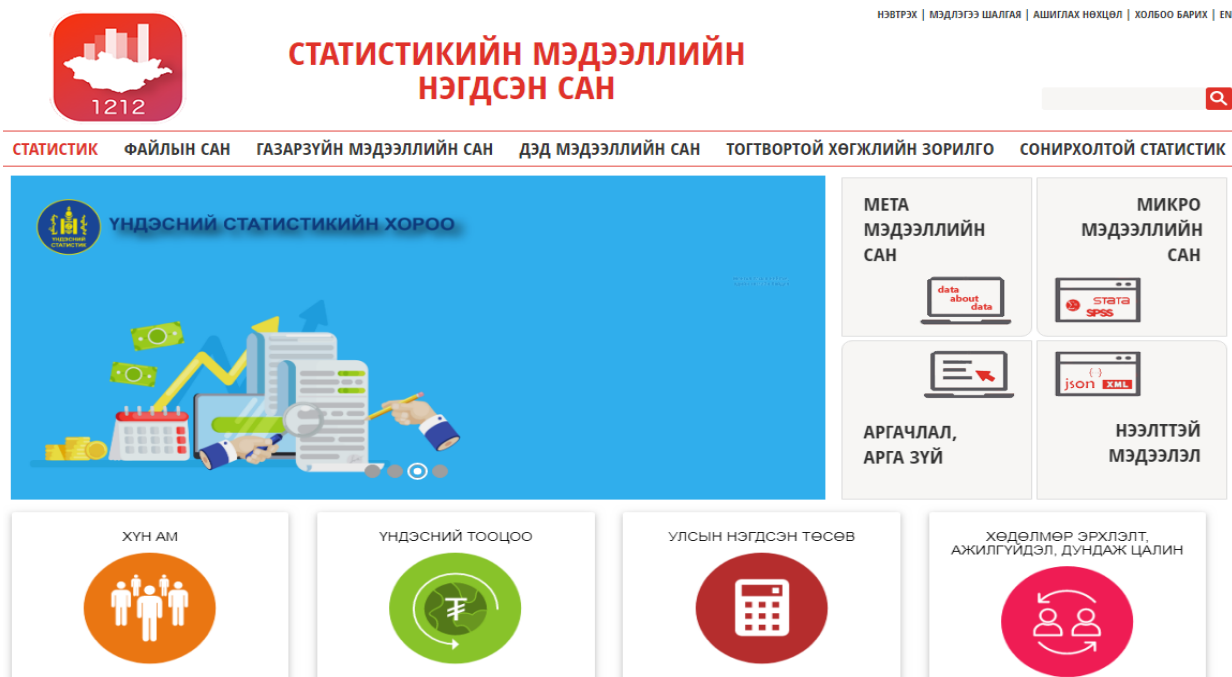 НЭВТРЭХ | МЭДЛЭГЭЭ ШАЛГАЯ | АШИГЛАХ НӨХЦӨЛ | ХОЛБОО БАРИХ | EN
1212
СТАТИСТИКИЙН МЭДЭЭЛЛИЙН
НЭГДСЭН САН
СТАТИСТИК ФАЙЛЫН САН ГАЗАРЗҮЙН МЭДЭЭЛЛИЙН САН ДЭД МЭДЭЭЛЛИЙН САН ТОГТВОРТОЙ ХӨГЖЛИЙН ЗОРИЛГО СОНИРХОЛТОЙ СТАТИСТИК
ҮНДЭСНИЙ СТАТИСТИКИЙН ХОРОО
ҮНДЭСНИЙ
СТАТИСТИК
МЕТА
МЭДЭЭЛЛИЙН
САН
data
about
data
МИКРО
МЭДЭЭЛЛИЙН
САН
STATA
SPSS
АРГАЧЛАЛ,
АРГА ЗҮЙ
{ }
json XML
НЭЭЛТТЭЙ
МЭДЭЭЛЭЛ
ХҮН АМ
ҮНДЭСНИЙ ТООЦОО
₮
УЛСЫН НЭГДСЭН ТӨСӨВ
ХӨДӨЛМӨР ЭРХЛЭЛТ,
АЖИЛГҮЙДЭЛ, ДУНДАЖ ЦАЛИН